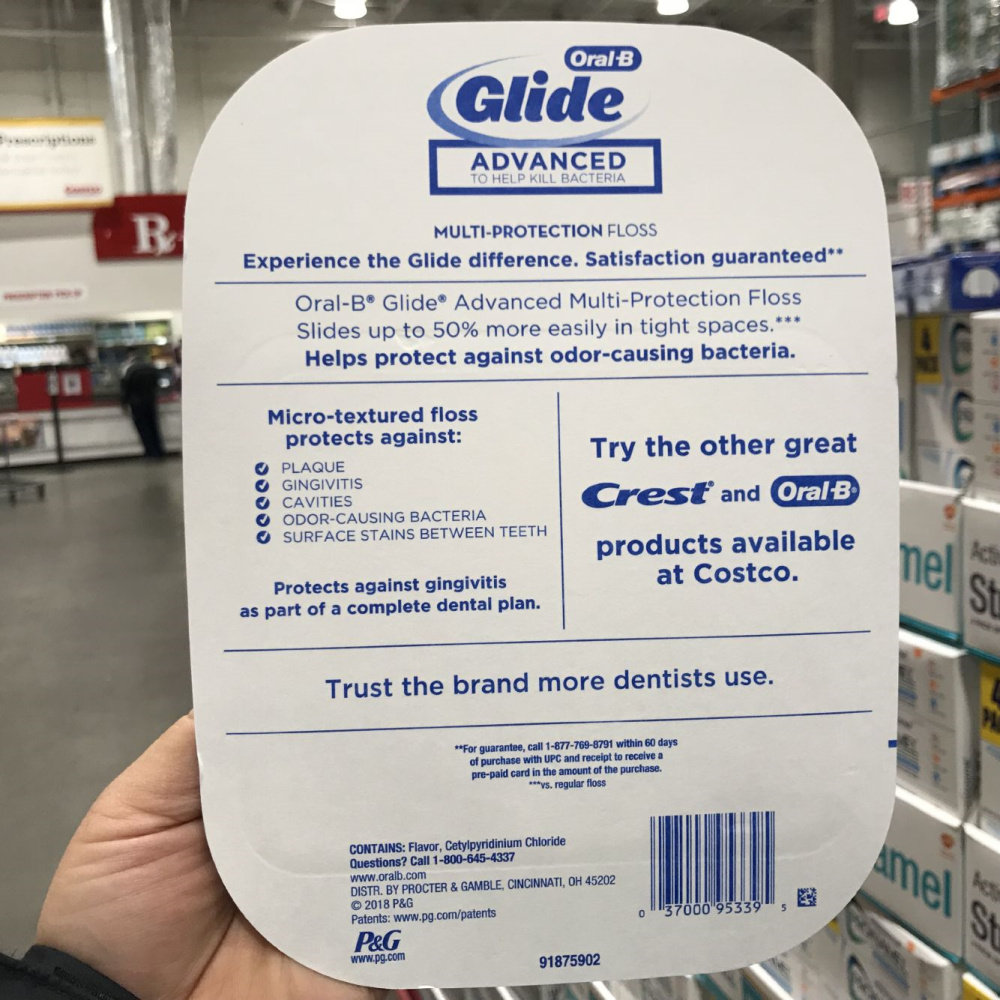 Oral-B
Glide
ADVANCED
TO HELP KILL BACTERIA
MULTI-PROTECTION FLOSS
Experience the Glide difference. Satisfaction guaranteed**
Oral-B® Glide® Advanced Multi-Protection Floss
Slides up to 50% more easily in tight spaces.***
Helps protect against odor-causing bacteria.
Micro-textured floss
protects against:
PLAQUE
GINGIVITIS
CAVITIES
ODOR-CAUSING BACTERIA
SURFACE STAINS BETWEEN TEETH
Protects against gingivitis
as part of a complete dental plan.
Try the other great
Crest® and Oral-B®
products available
at Costco.
Trust the brand more dentists use.
**For guarantee, call 1-877-769-8791 within 60 days
of purchase with UPC and receipt to receive a
pre-paid card in the amount of the purchase.
***vs. regular floss
CONTAINS: Flavor, Cetylpyridinium Chloride
Questions? Call 1-800-645-4337
www.oralb.com
DISTR. BY PROCTER & GAMBLE, CINCINNATI, OH 45202
© 2018 P&G
Patents: www.pg.com/patents
P&G
www.pg.com
0 37000 95339 5
91875902
Prescriptions
Rx
mel
St
amel
St